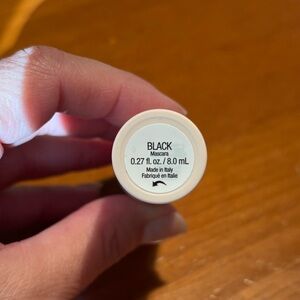 BLACK
Mascara
0.27 fl. oz. / 8.0 mL
Made in Italy
Fabriqué en Italie